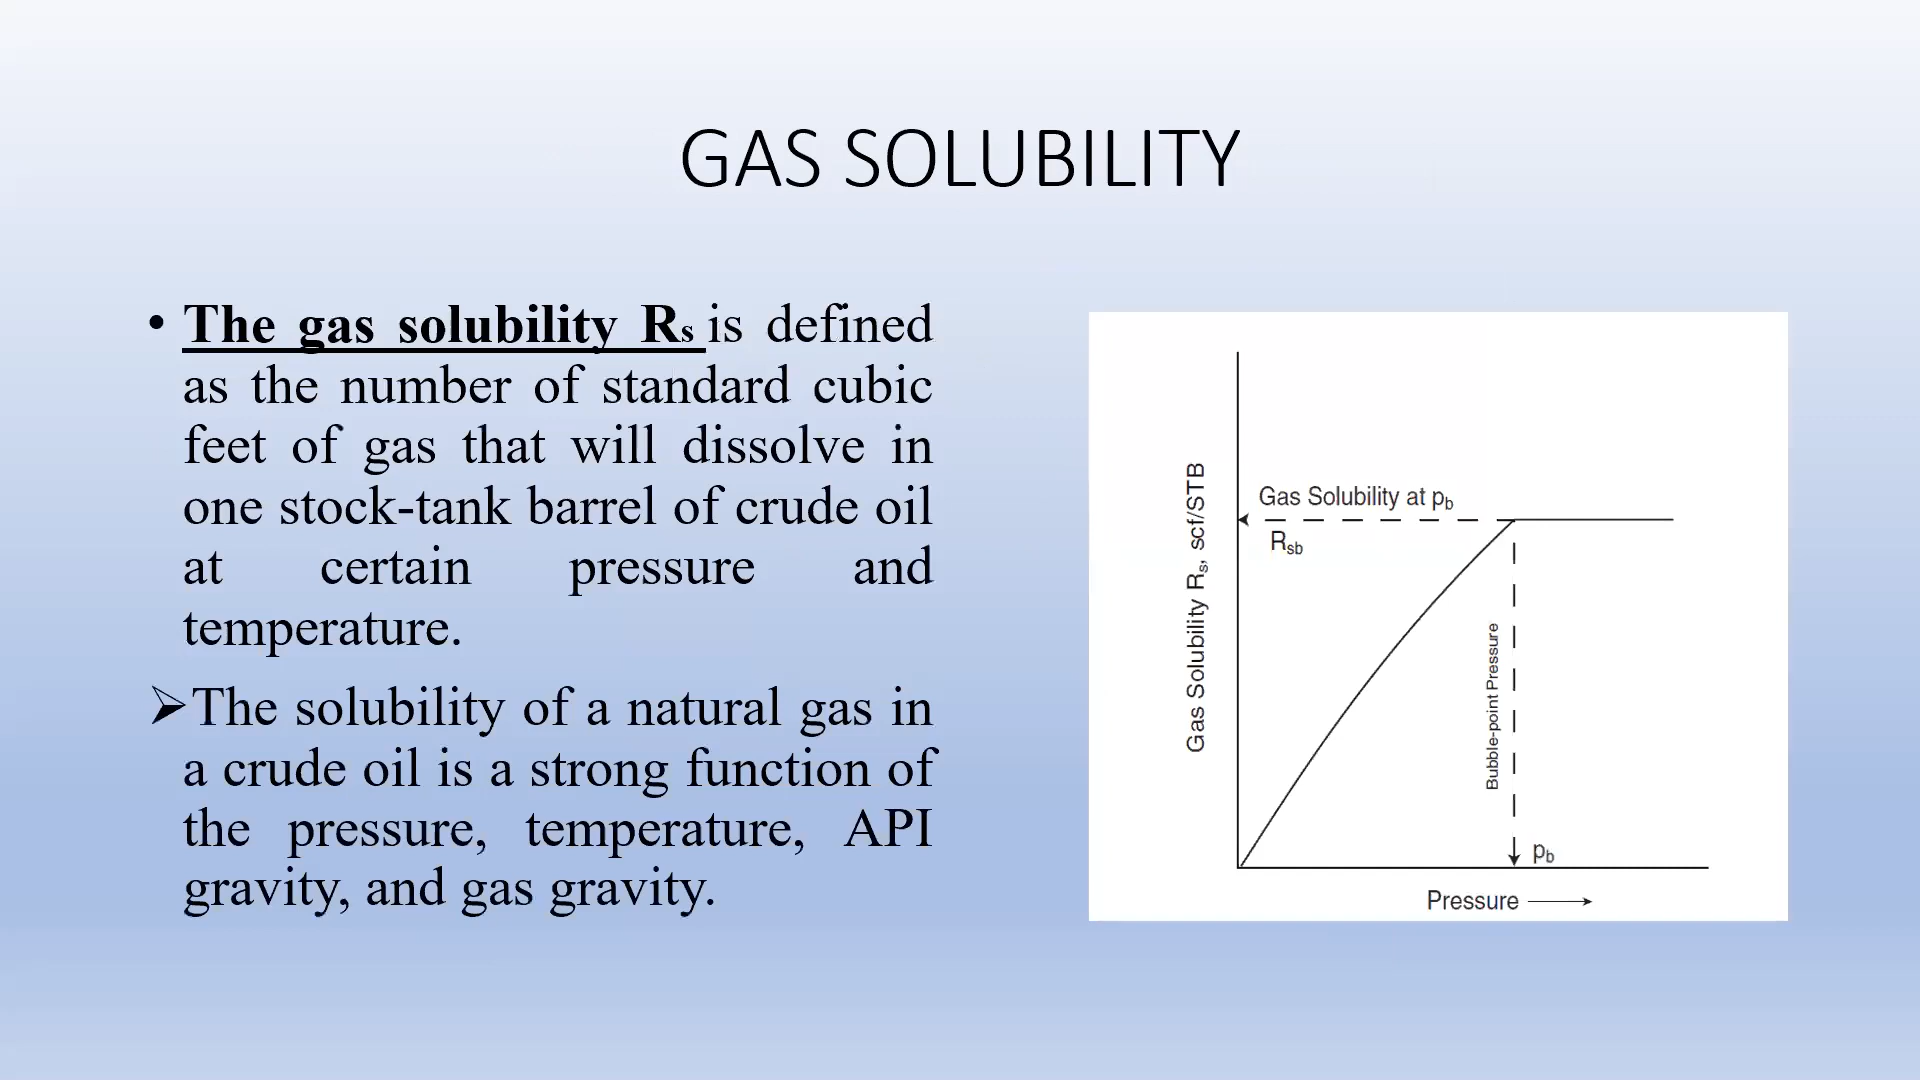 GAS SOLUBILITY
• The gas solubility Rs is defined
as the number of standard cubic
feet of gas that will dissolve in
one stock-tank barrel of crude oil
at certain pressure and
temperature.
➢The solubility of a natural gas in
a crude oil is a strong function of
the pressure, temperature, API
gravity, and gas gravity.
Gas Solubility Rs, scf/STB
Gas Solubility at pb
Rsb
Bubble-point Pressure
pb
Pressure